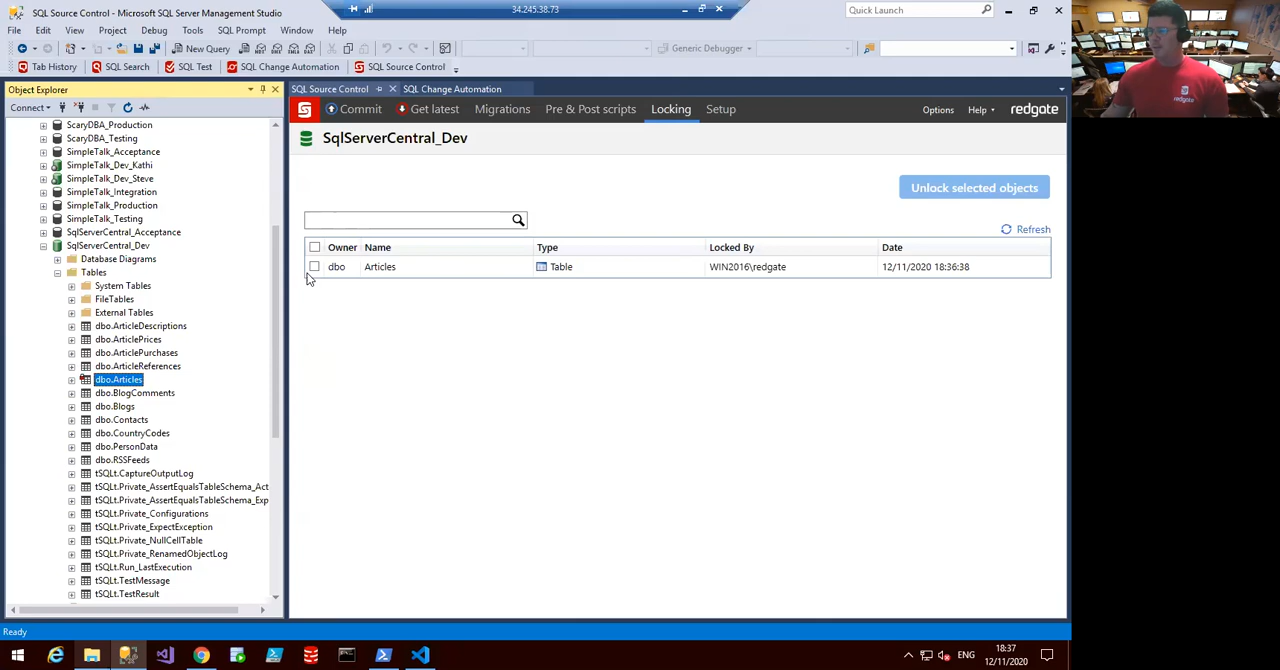 SQL Source Control - Microsoft SQL Server Management Studio
34.245.38.73
Quick Launch
File Edit View Project Debug Tools SQL Prompt Window Help
New Query
Generic Debugger
Tab History SQL Search SQL Test SQL Change Automation SQL Source Control
Object Explorer
SQL Source Control SQL Change Automation
Connect
Commit Get latest Migrations Pre & Post scripts Locking Setup
Options Help redgate
SqlServerCentral_Dev
Unlock selected objects
Refresh
Owner Name Type Locked By Date
dbo Articles Table WIN2016\redgate 12/11/2020 18:36:38
ScaryDBA_Production
ScaryDBA_Testing
SimpleTalk_Acceptance
SimpleTalk_Dev_Kathi
SimpleTalk_Dev_Steve
SimpleTalk_Integration
SimpleTalk_Production
SimpleTalk_Testing
SqlServerCentral_Acceptance
SqlServerCentral_Dev
Database Diagrams
Tables
System Tables
FileTables
External Tables
dbo.ArticleDescriptions
dbo.ArticlePrices
dbo.ArticlePurchases
dbo.ArticleReferences
dbo.Articles
dbo.BlogComments
dbo.Blogs
dbo.Contacts
dbo.CountryCodes
dbo.PersonData
dbo.RSSFeeds
tSQLt.CaptureOutputLog
tSQLt.Private_AssertEqualsTableSchema_Act
tSQLt.Private_AssertEqualsTableSchema_Exp
tSQLt.Private_Configurations
tSQLt.Private_ExpectException
tSQLt.Private_NullCellTable
tSQLt.Private_RenamedObjectLog
tSQLt.Run_LastExecution
tSQLt.TestMessage
tSQLt.TestResult
Ready
ENG
18:37
12/11/2020
redgate